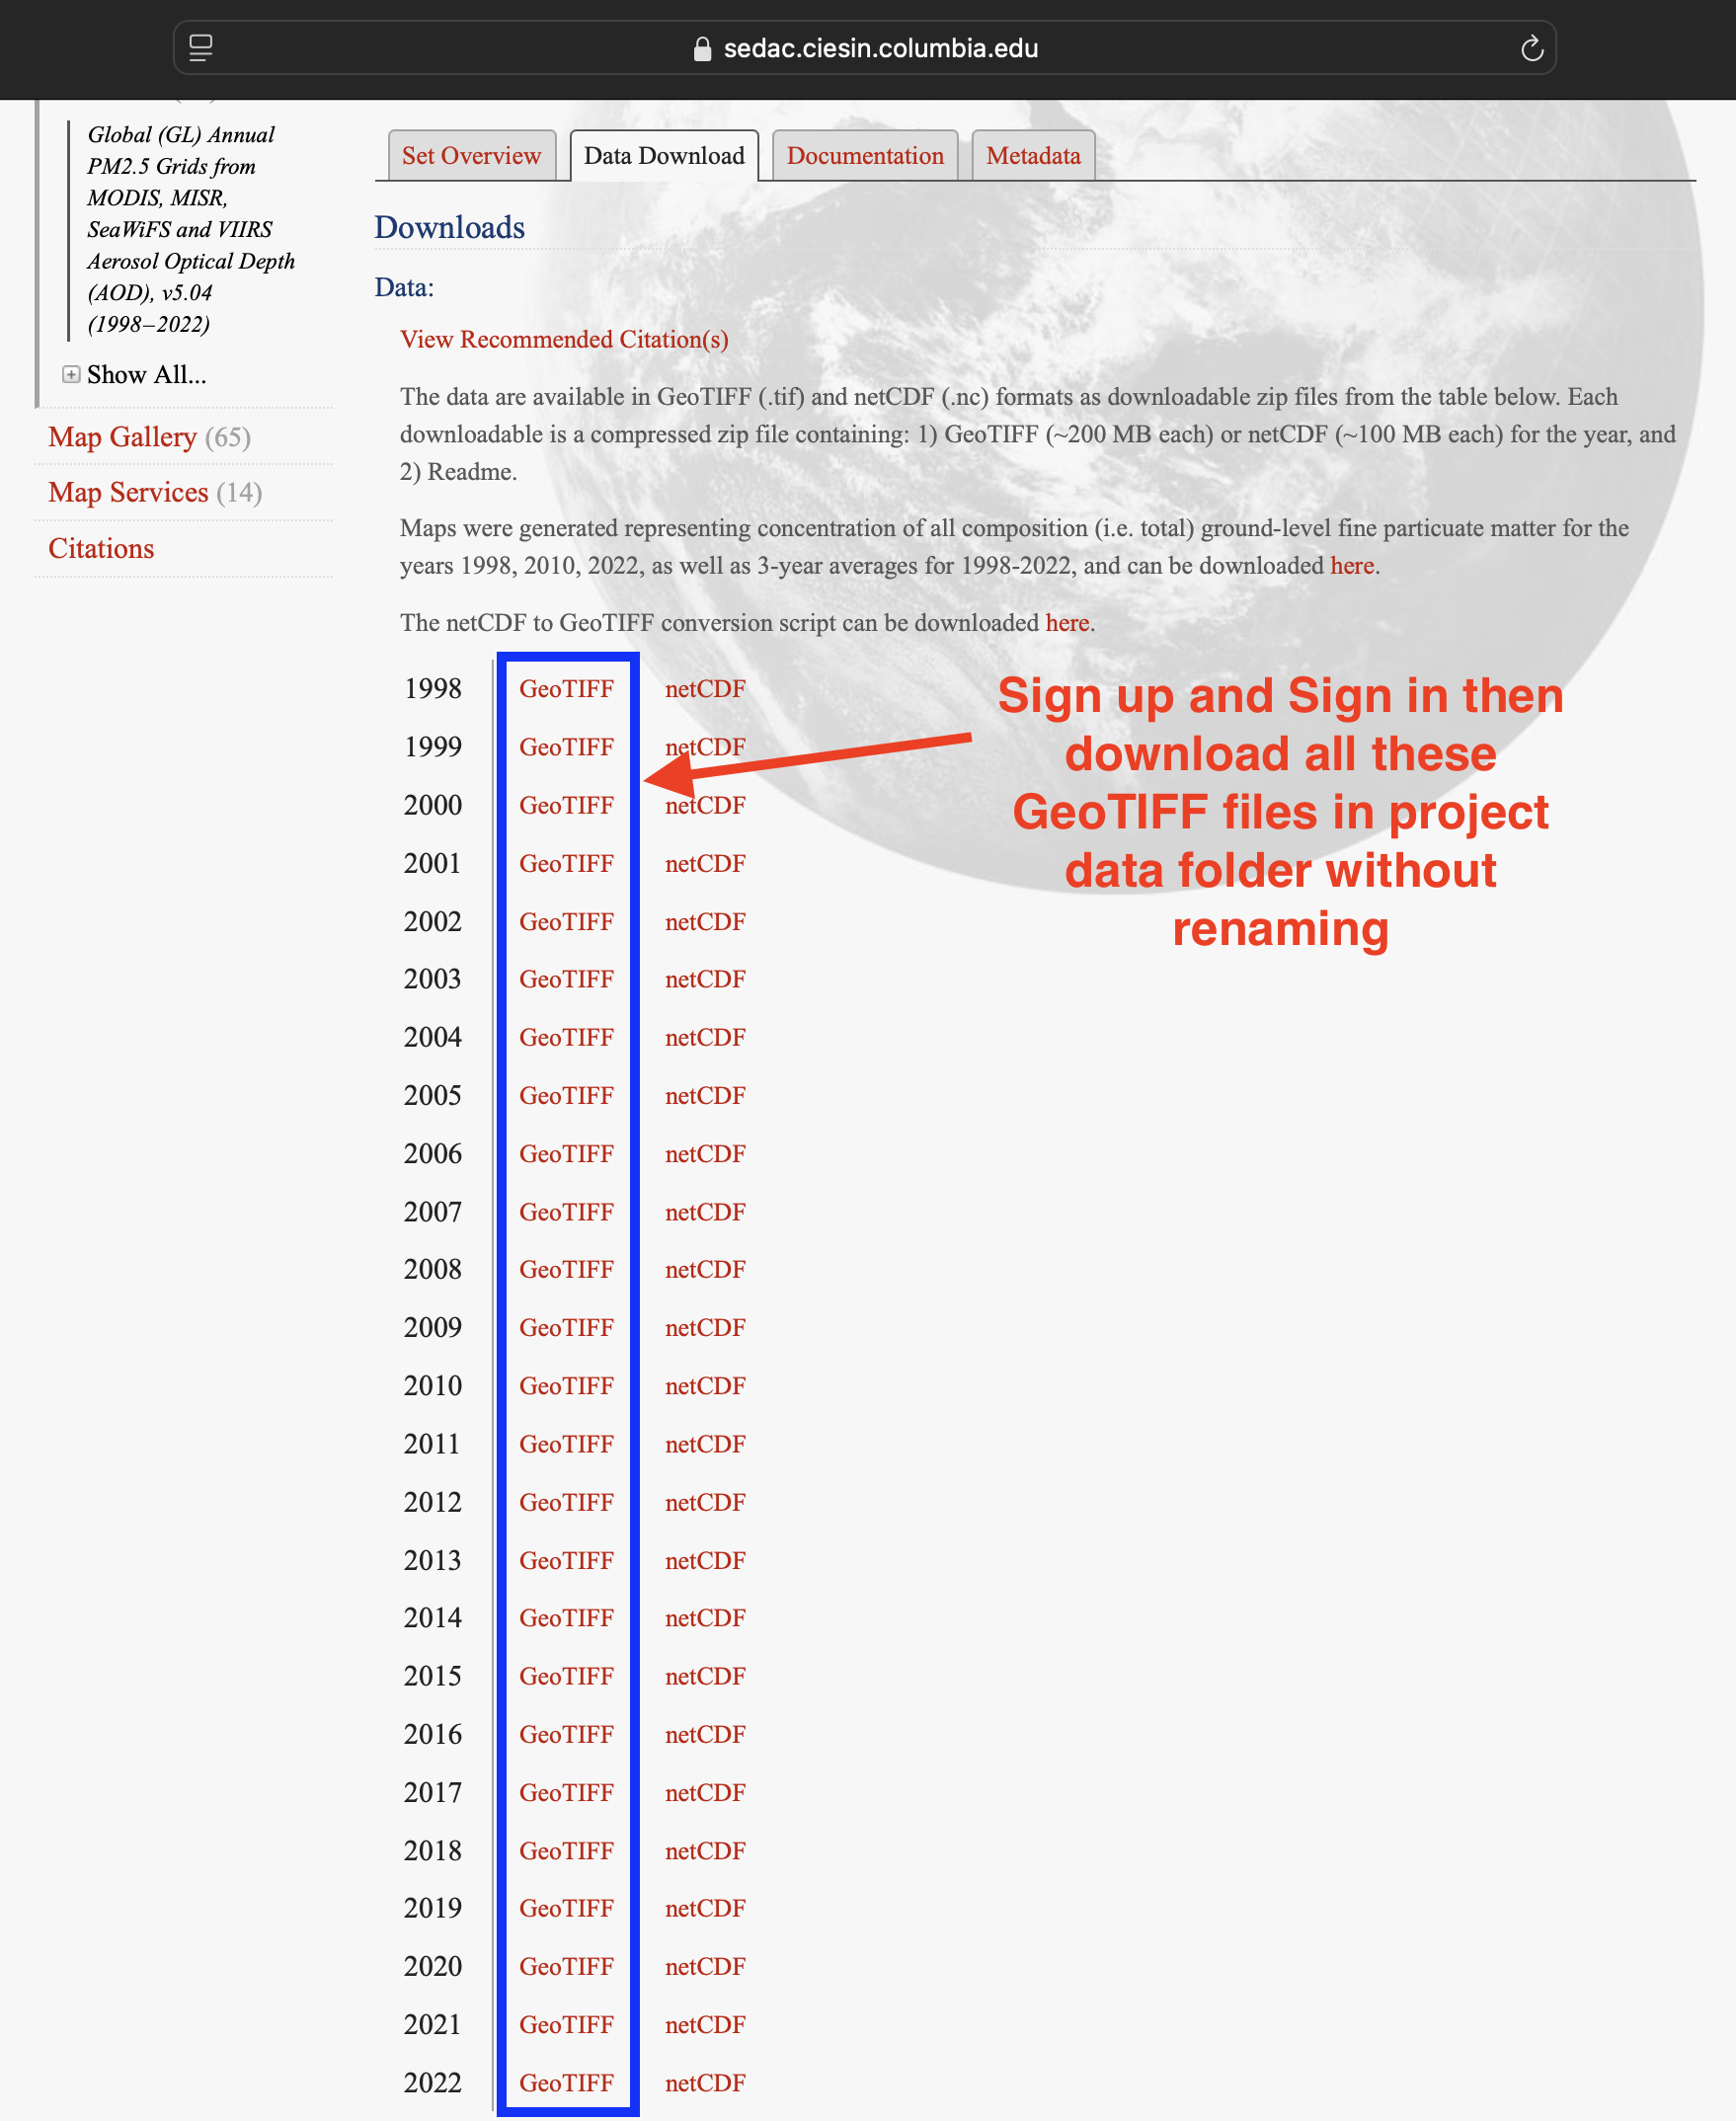 sedac.ciesin.columbia.edu
Global (GL) Annual
PM2.5 Grids from
MODIS, MISR,
SeaWiFS and VIIRS
Aerosol Optical Depth
(AOD), v5.04
(1998–2022)
Show All...
Map Gallery (65)
Map Services (14)
Citations
Set Overview
Data Download
Documentation
Metadata
Downloads
Data:
View Recommended Citation(s)
The data are available in GeoTIFF (.tif) and netCDF (.nc) formats as downloadable zip files from the table below. Each
downloadable is a compressed zip file containing: 1) GeoTIFF (~200 MB each) or netCDF (~100 MB each) for the year, and
2) Readme.
Maps were generated representing concentration of all composition (i.e. total) ground-level fine particuate matter for the
years 1998, 2010, 2022, as well as 3-year averages for 1998-2022, and can be downloaded here.
The netCDF to GeoTIFF conversion script can be downloaded here.
1998 GeoTIFF netCDF
1999 GeoTIFF netCDF
2000 GeoTIFF netCDF
2001 GeoTIFF netCDF
2002 GeoTIFF netCDF
2003 GeoTIFF netCDF
2004 GeoTIFF netCDF
2005 GeoTIFF netCDF
2006 GeoTIFF netCDF
2007 GeoTIFF netCDF
2008 GeoTIFF netCDF
2009 GeoTIFF netCDF
2010 GeoTIFF netCDF
2011 GeoTIFF netCDF
2012 GeoTIFF netCDF
2013 GeoTIFF netCDF
2014 GeoTIFF netCDF
2015 GeoTIFF netCDF
2016 GeoTIFF netCDF
2017 GeoTIFF netCDF
2018 GeoTIFF netCDF
2019 GeoTIFF netCDF
2020 GeoTIFF netCDF
2021 GeoTIFF netCDF
2022 GeoTIFF netCDF
Sign up and Sign in then
download all these
GeoTIFF files in project
data folder without
renaming